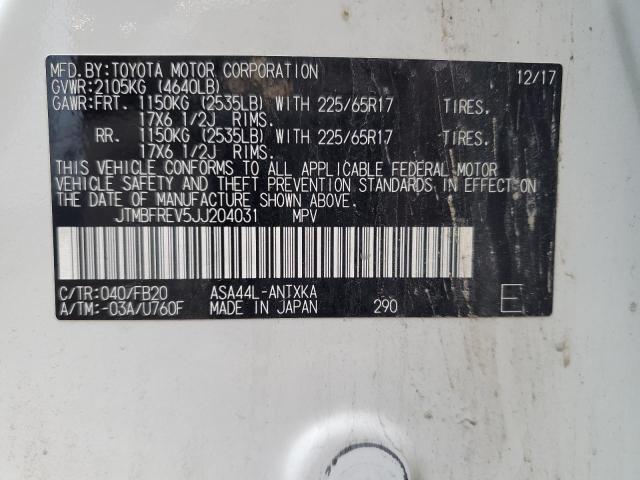 MFD.BY:TOYOTA MOTOR CORPORATION 12/17
GVWR:2105KG (4640LB)
GAWR:FRT. 1150KG (2535LB) WITH 225/65R17 TIRES.
17X6 1/2J RIMS.
RR. 1150KG (2535LB) WITH 225/65R17 TIRES.
17X6 1/2J RIMS.
THIS VEHICLE CONFORMS TO ALL APPLICABLE FEDERAL MOTOR
VEHICLE SAFETY AND THEFT PREVENTION STANDARDS IN EFFECT ON
THE DATE OF MANUFACTURE SHOWN ABOVE.
JTMBFREV5JJ204031 MPV
C/TR:040/FB20 ASA44L-ANTXKA
A/TM:-03A/U760F MADE IN JAPAN 290 E